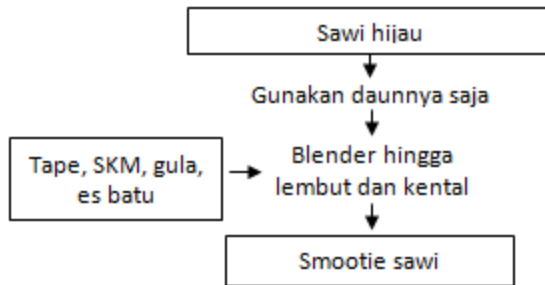 Sawi hijau
Gunakan daunnya saja
Tape, SKM, gula,
es batu
Blender hingga
lembut dan kental
Smootie sawi